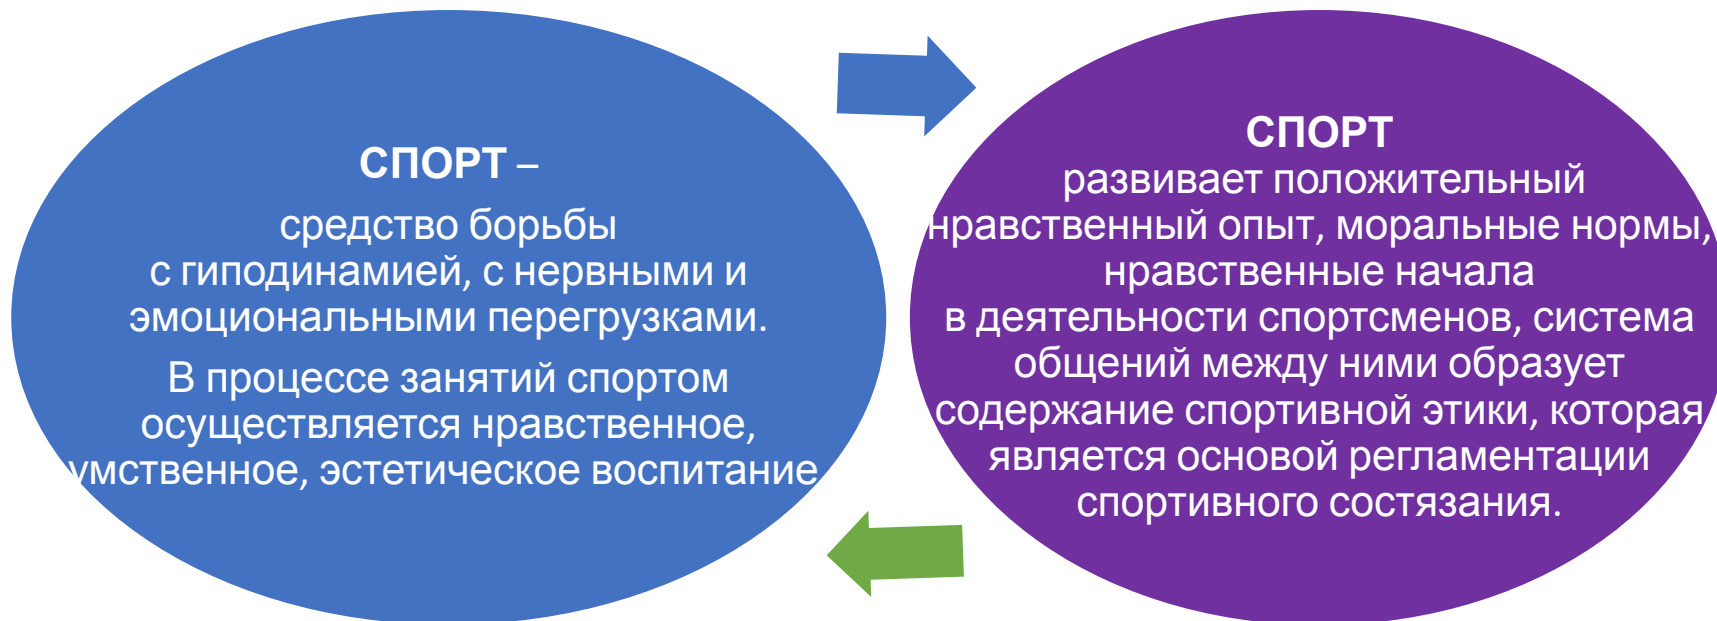 СПОРТ –
средство борьбы
с гиподинамией, с нервными и
эмоциональными перегрузками.
В процессе занятий спортом
осуществляется нравственное,
умственное, эстетическое воспитание
СПОРТ
развивает положительный
нравственный опыт, моральные нормы,
нравственные начала
в деятельности спортсменов, система
общений между ними образует
содержание спортивной этики, которая
является основой регламентации
спортивного состязания.